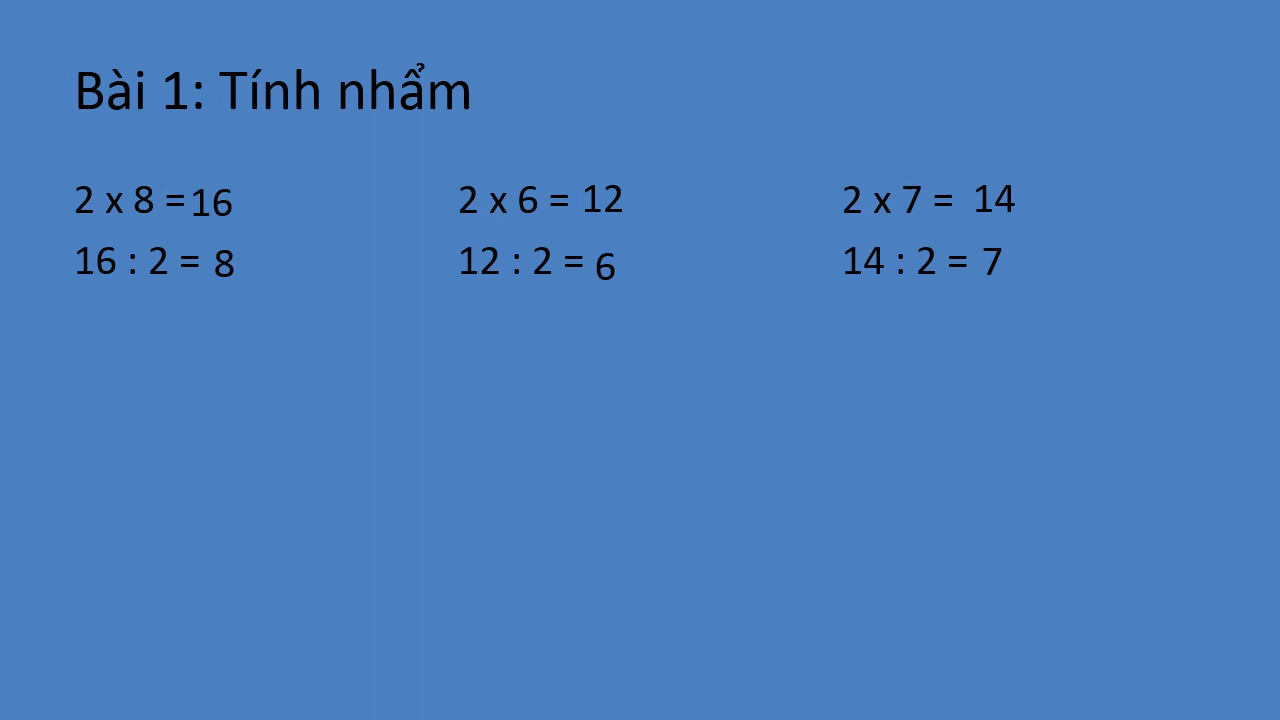 Bài 1: Tính nhẩm
2 x 8 = 16
16 : 2 = 8
2 x 6 = 12
12 : 2 = 6
2 x 7 = 14
14 : 2 = 7